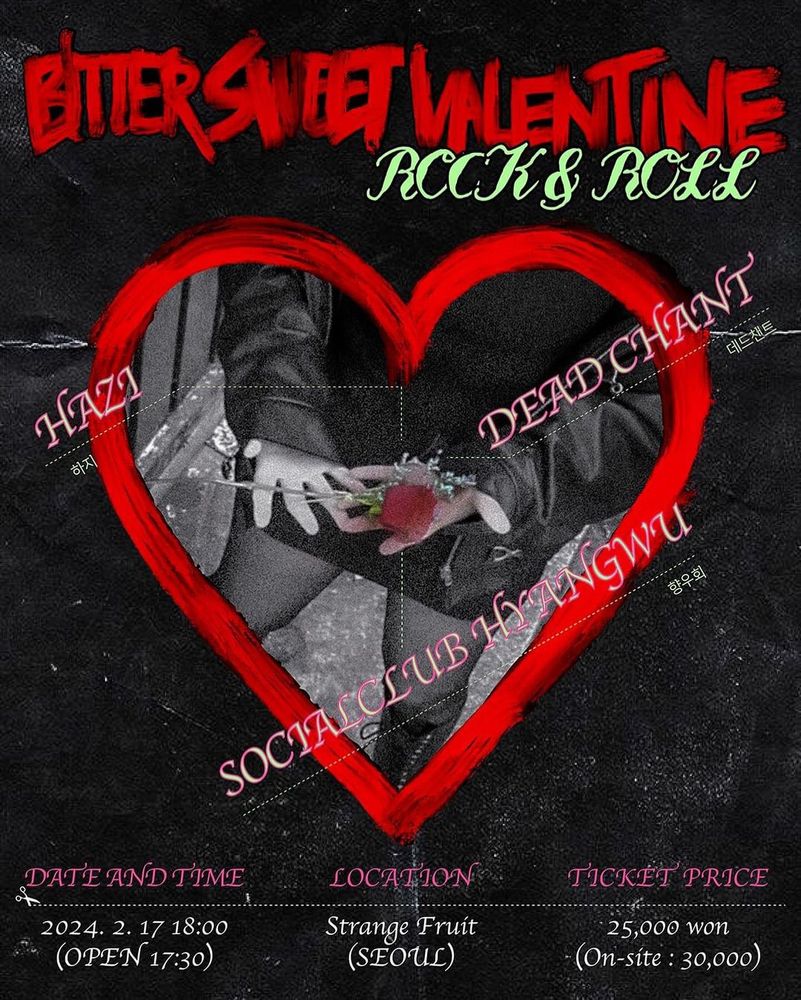 BITTER SWEET VALENTINE
ROCK & ROLL
HAZI
하지
DEAD CHANT
데드챈트
SOCIALCLUB HYANGWU
향우회
DATE AND TIME
2024. 2. 17 18:00
(OPEN 17:30)
LOCATION
Strange Fruit
(SEOUL)
TICKET PRICE
25,000 won
(On-site : 30,000)